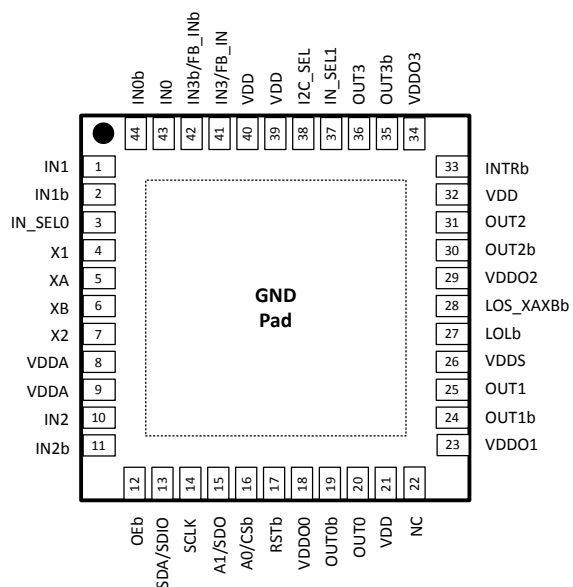 IN0b
IN0
IN3b/FB_INb
IN3/FB_IN
VDD
VDD
I2C_SEL
IN_SEL1
OUT3
OUT3b
VDDO3
44
43
42
41
40
39
38
37
36
35
34
IN1 1
IN1b 2
IN_SEL0 3
X1 4
XA 5
XB 6
X2 7
VDDA 8
VDDA 9
IN2 10
IN2b 11
GND
Pad
33 INTRb
32 VDD
31 OUT2
30 OUT2b
29 VDDO2
28 LOS_XAXBb
27 LOLb
26 VDDS
25 OUT1
24 OUT1b
23 VDDO1
12
13
14
15
16
17
18
19
20
21
22
OEb
SDA/SDIO
SCLK
A1/SDO
A0/CSb
RSTb
VDDO0
OUT0b
OUT0
VDD
NC